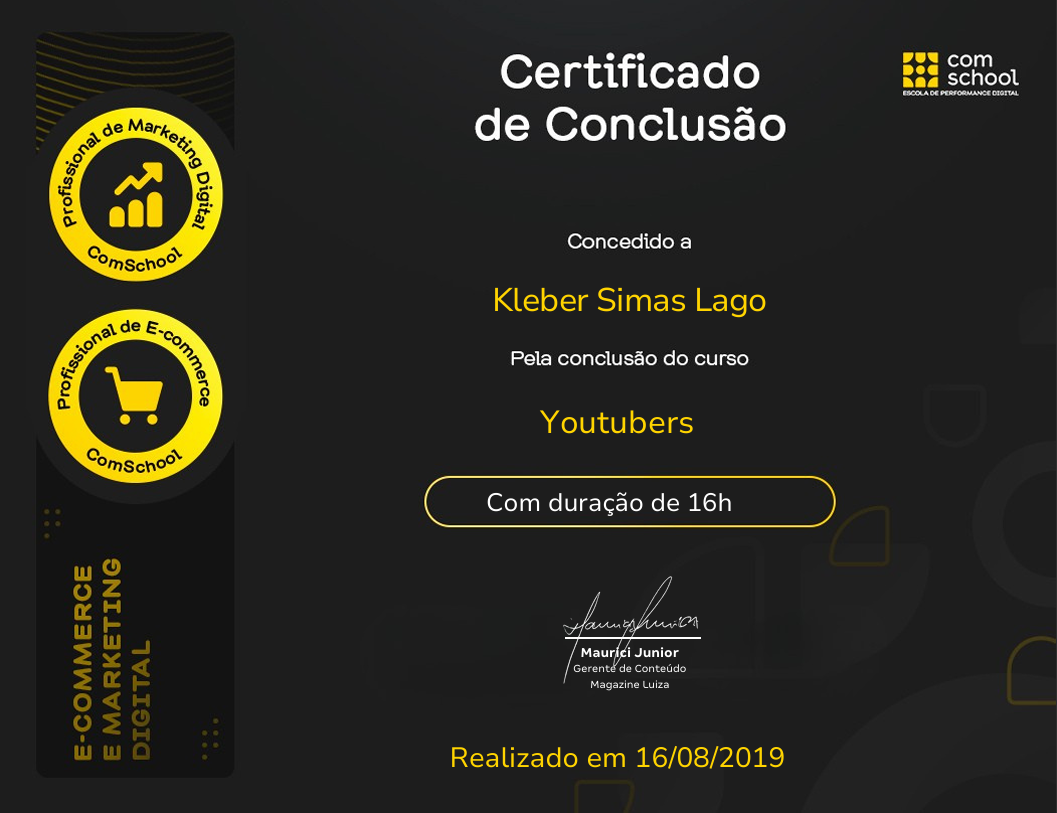 Certificado
de Conclusão
com
school
ESCOLA DE PERFORMANCE DIGITAL
Profissional de Marketing Digital
ComSchool
Profissional de E-commerce
ComSchool
E-COMMERCE
E MARKETING
DIGITAL
Concedido a
Kleber Simas Lago
Pela conclusão do curso
Youtubers
Com duração de 16h
Maurici Junior
Gerente de Conteúdo
Magazine Luiza
Realizado em 16/08/2019